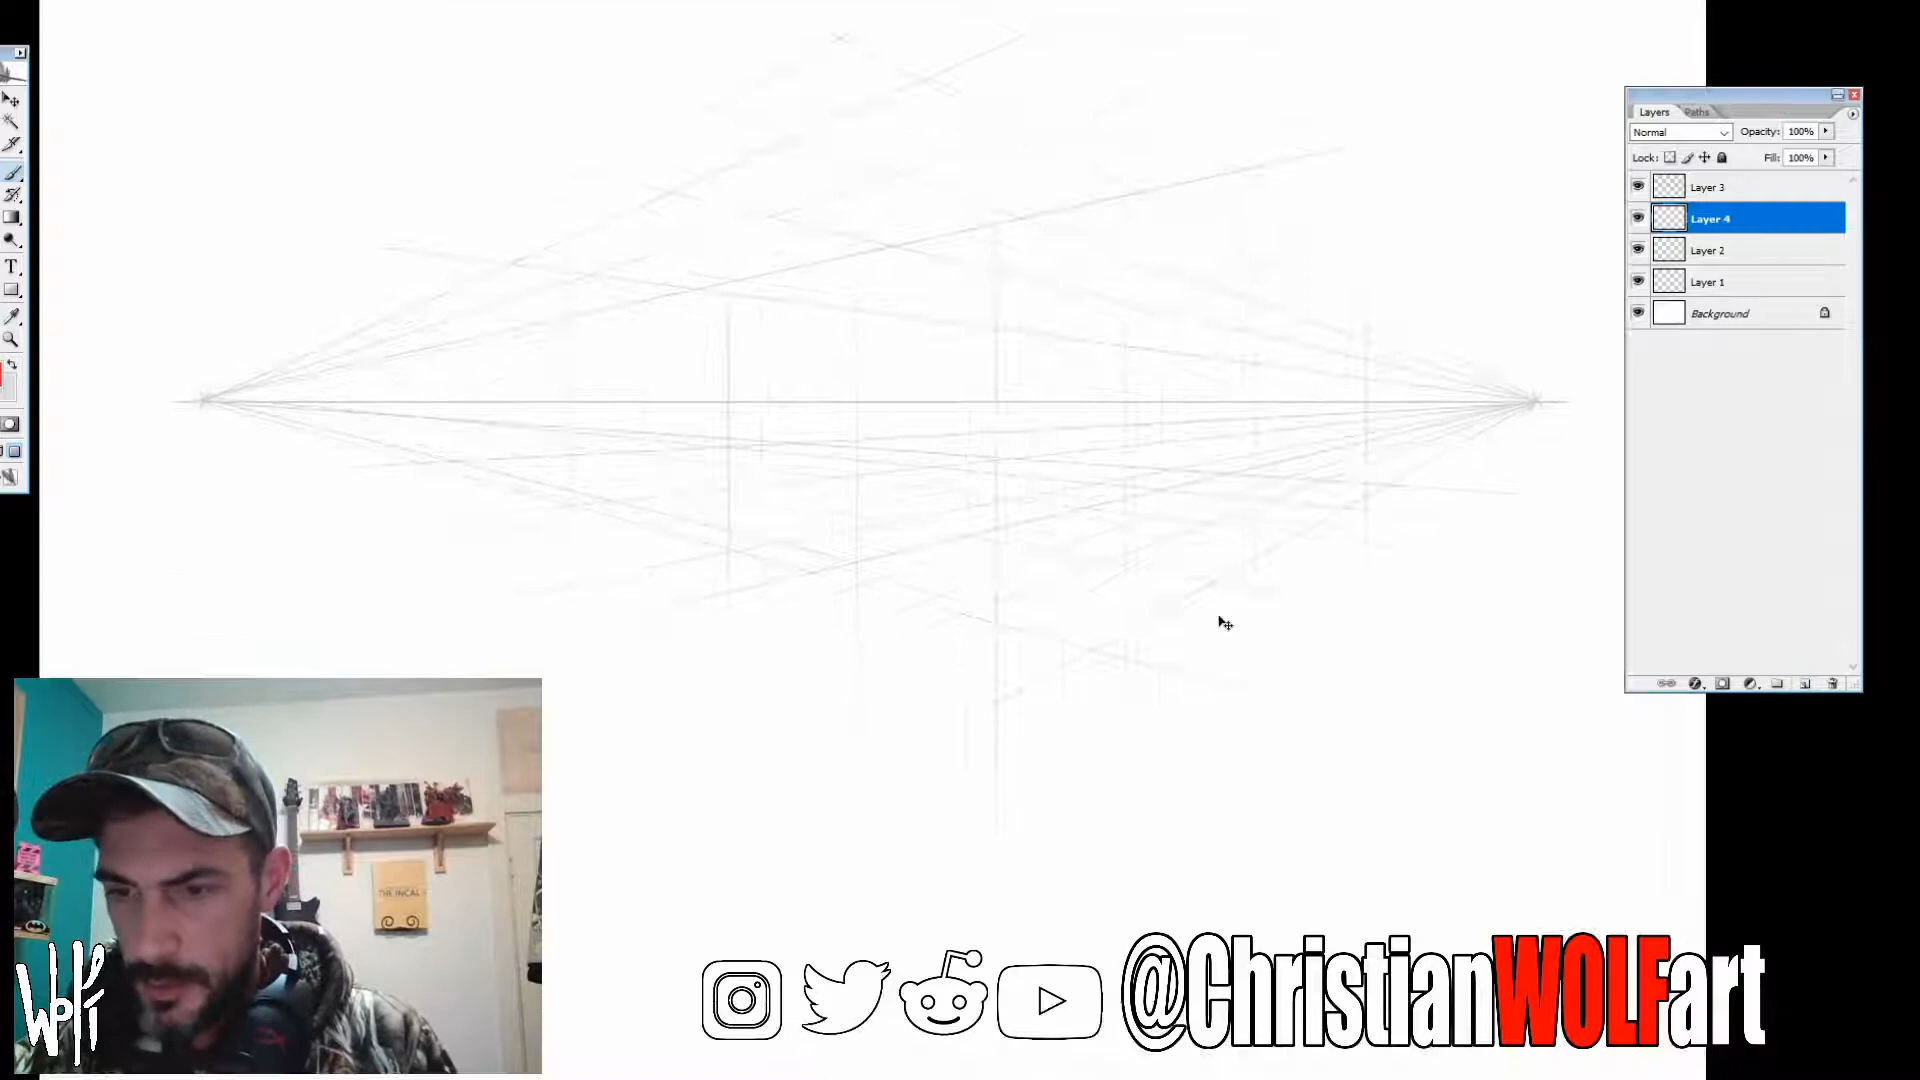 Layers Paths
Normal Opacity: 100%
Lock: Fill: 100%
Layer 3
Layer 4
Layer 2
Layer 1
Background
T
THE INCAL
Wolf
@ChristianWOLFart